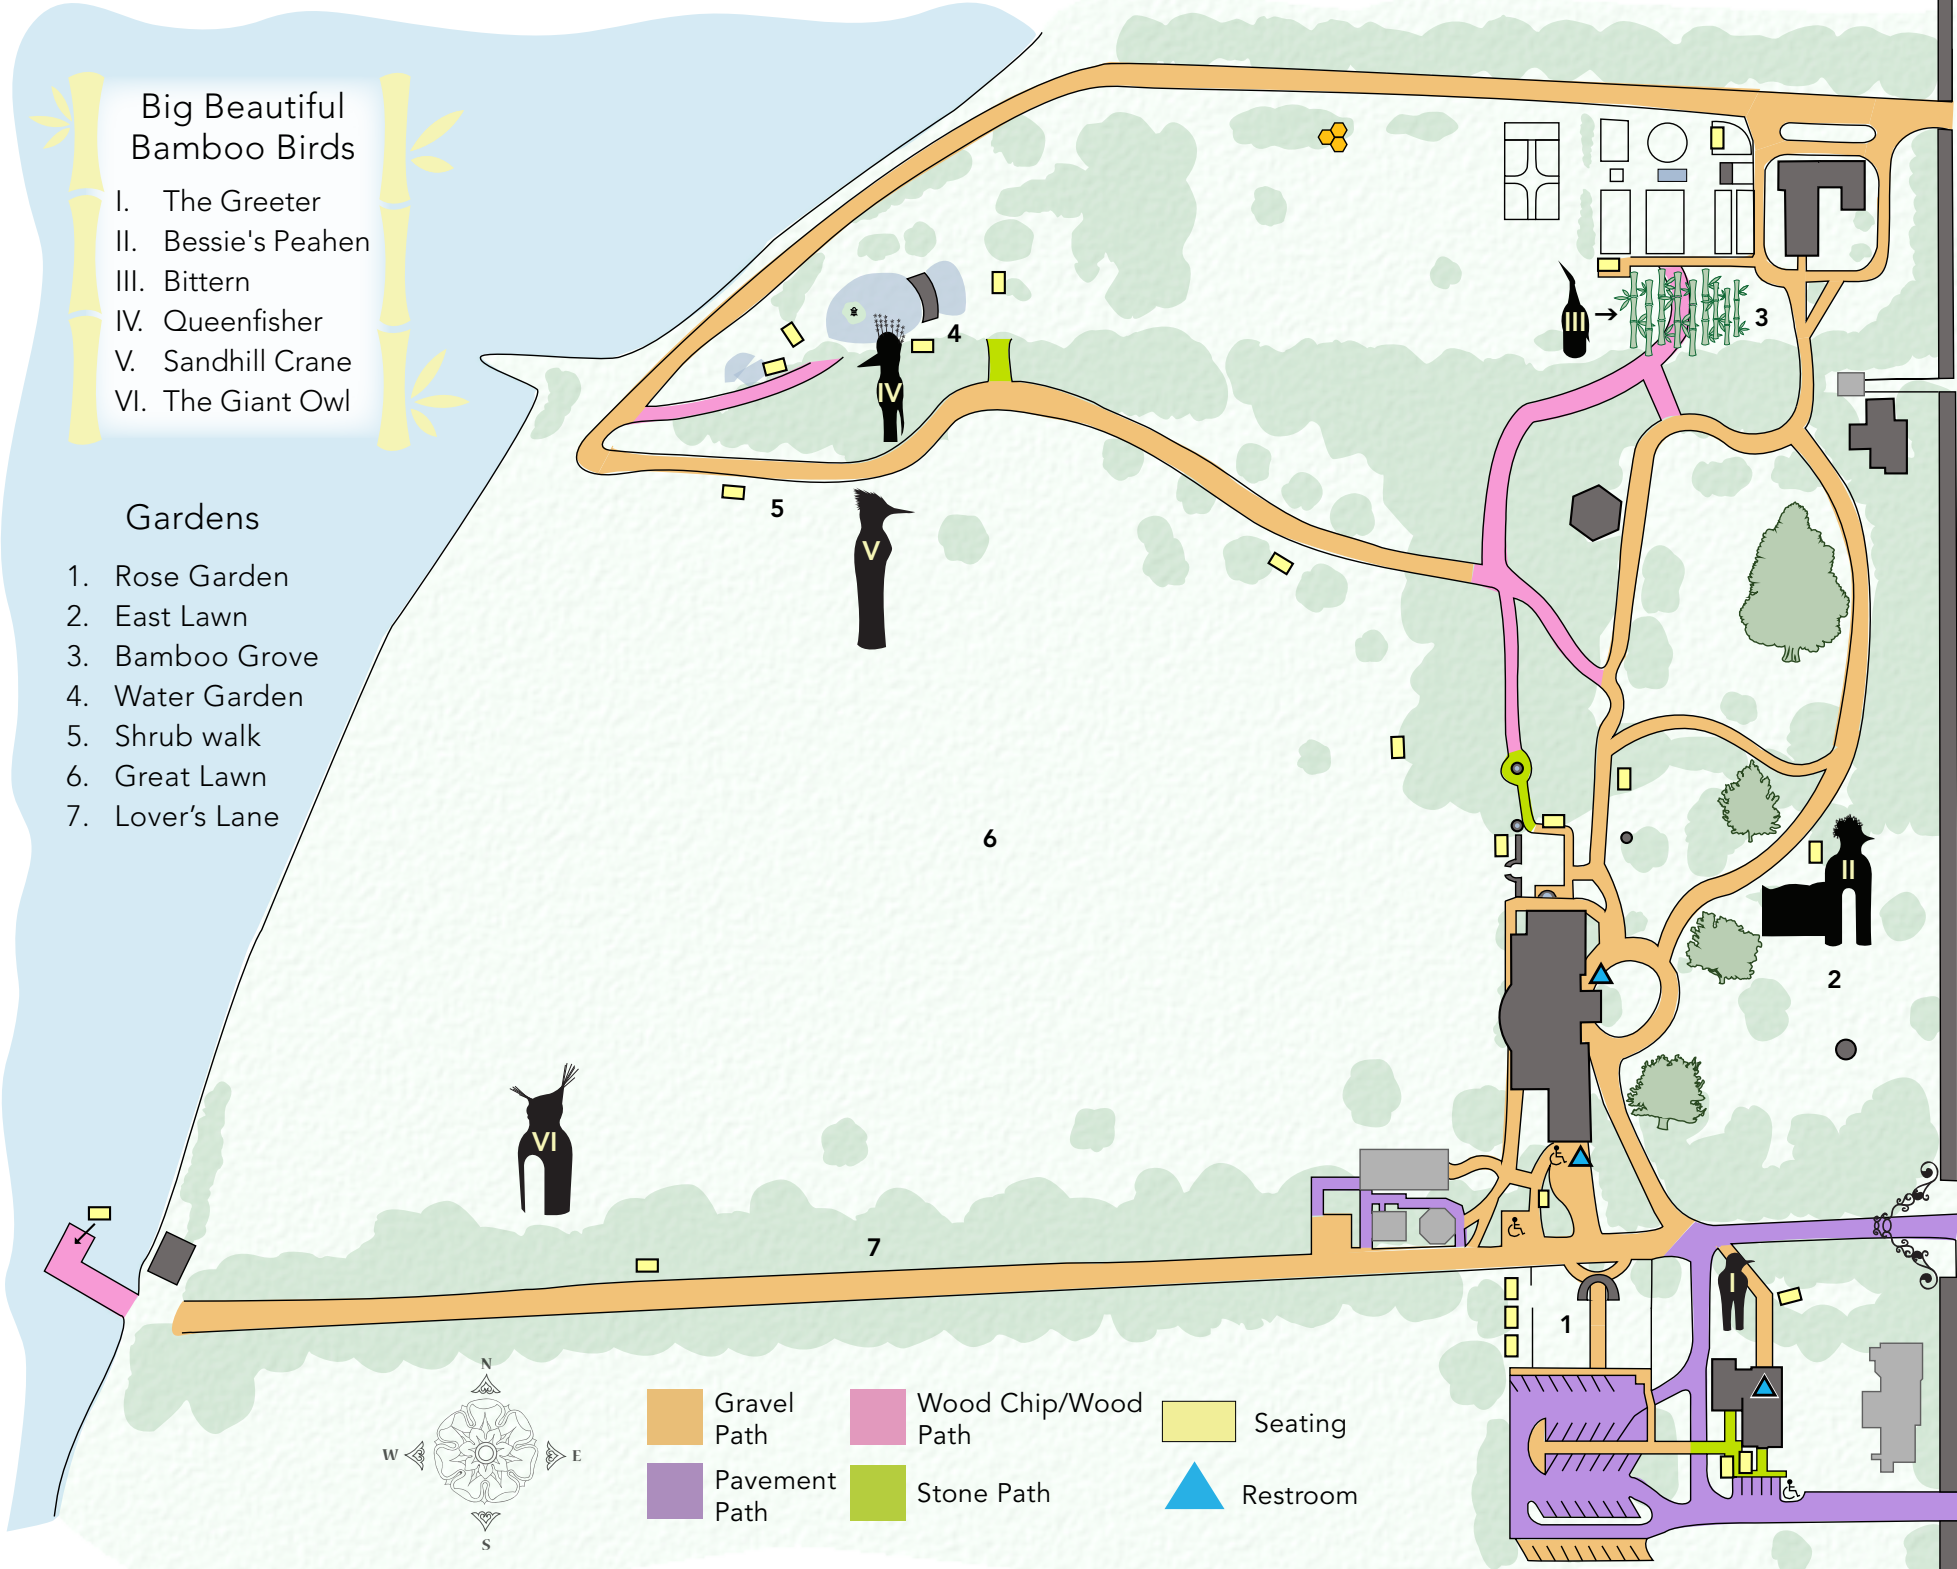 Big Beautiful
Bamboo Birds
I. The Greeter
II. Bessie's Peahen
III. Bittern
IV. Queenfisher
V. Sandhill Crane
VI. The Giant Owl
Gardens
1. Rose Garden
2. East Lawn
3. Bamboo Grove
4. Water Garden
5. Shrub walk
6. Great Lawn
7. Lover's Lane
III
3
4
IV
5
V
6
II
2
VI
7
I
1
N
W
E
S
Gravel
Path
Wood Chip/Wood
Path
Seating
Pavement
Path
Stone Path
Restroom